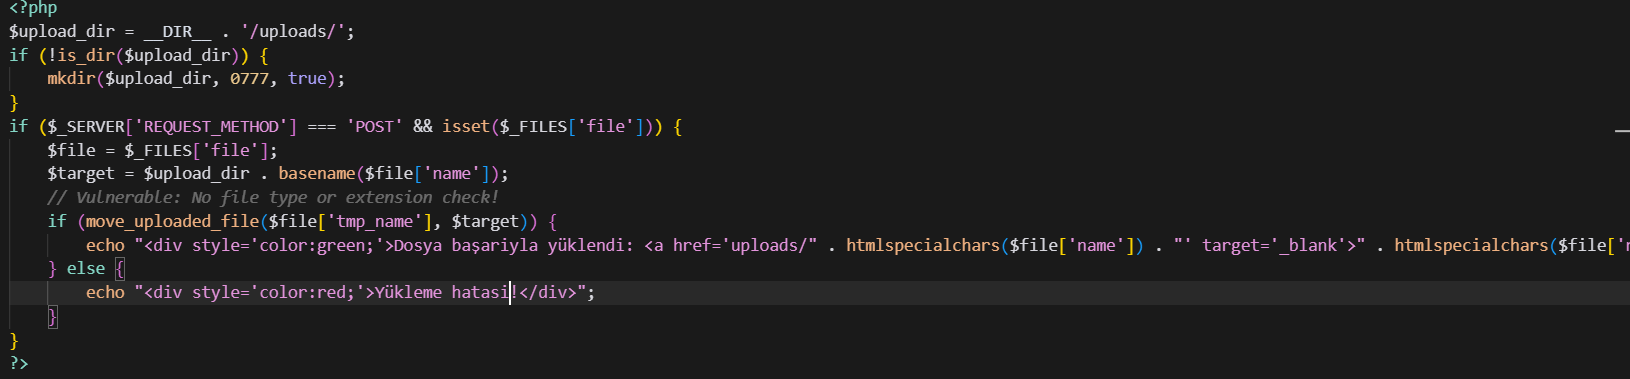 <?php
$upload_dir = __DIR__ . '/uploads/';
if (!is_dir($upload_dir)) {
    mkdir($upload_dir, 0777, true);
}
if ($_SERVER['REQUEST_METHOD'] === 'POST' && isset($_FILES['file'])) {
    $file = $_FILES['file'];
    $target = $upload_dir . basename($file['name']);
    // Vulnerable: No file type or extension check!
    if (move_uploaded_file($file['tmp_name'], $target)) {
        echo "<div style='color:green;'>Dosya başariyla yüklendi: <a href='uploads/" . htmlspecialchars($file['name']) . "' target='_blank'>" . htmlspecialchars($file['
    } else {
        echo "<div style='color:red;'>Yükleme hatasi!</div>";
    }
}
?>